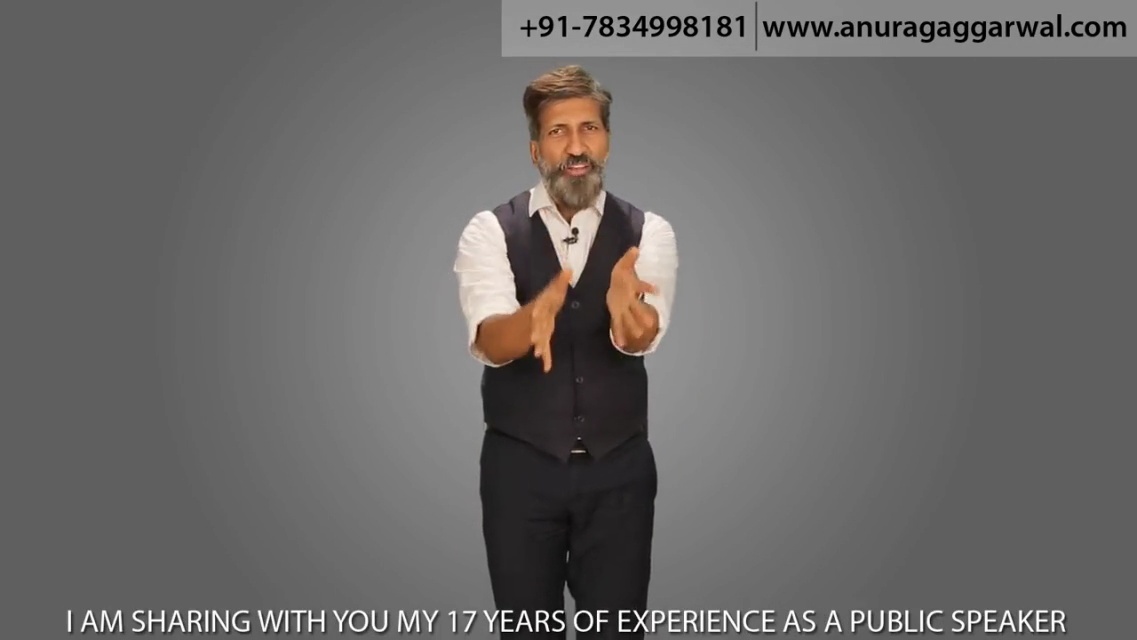 +91-7834998181 | www.anuragaggarwal.com
I AM SHARING WITH YOU MY 17 YEARS OF EXPERIENCE AS A PUBLIC SPEAKER